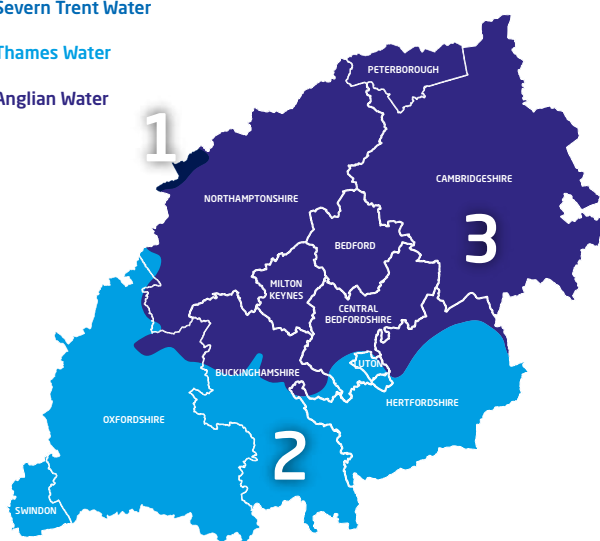 Severn Trent Water
Thames Water
Anglian Water
1
PETERBOROUGH
CAMBRIDGESHIRE
NORTHAMPTONSHIRE
3
BEDFORD
MILTON
KEYNES
CENTRAL
BEDFORDSHIRE
LUTON
BUCKINGHAMSHIRE
HERTFORDSHIRE
OXFORDSHIRE
2
SWINDON